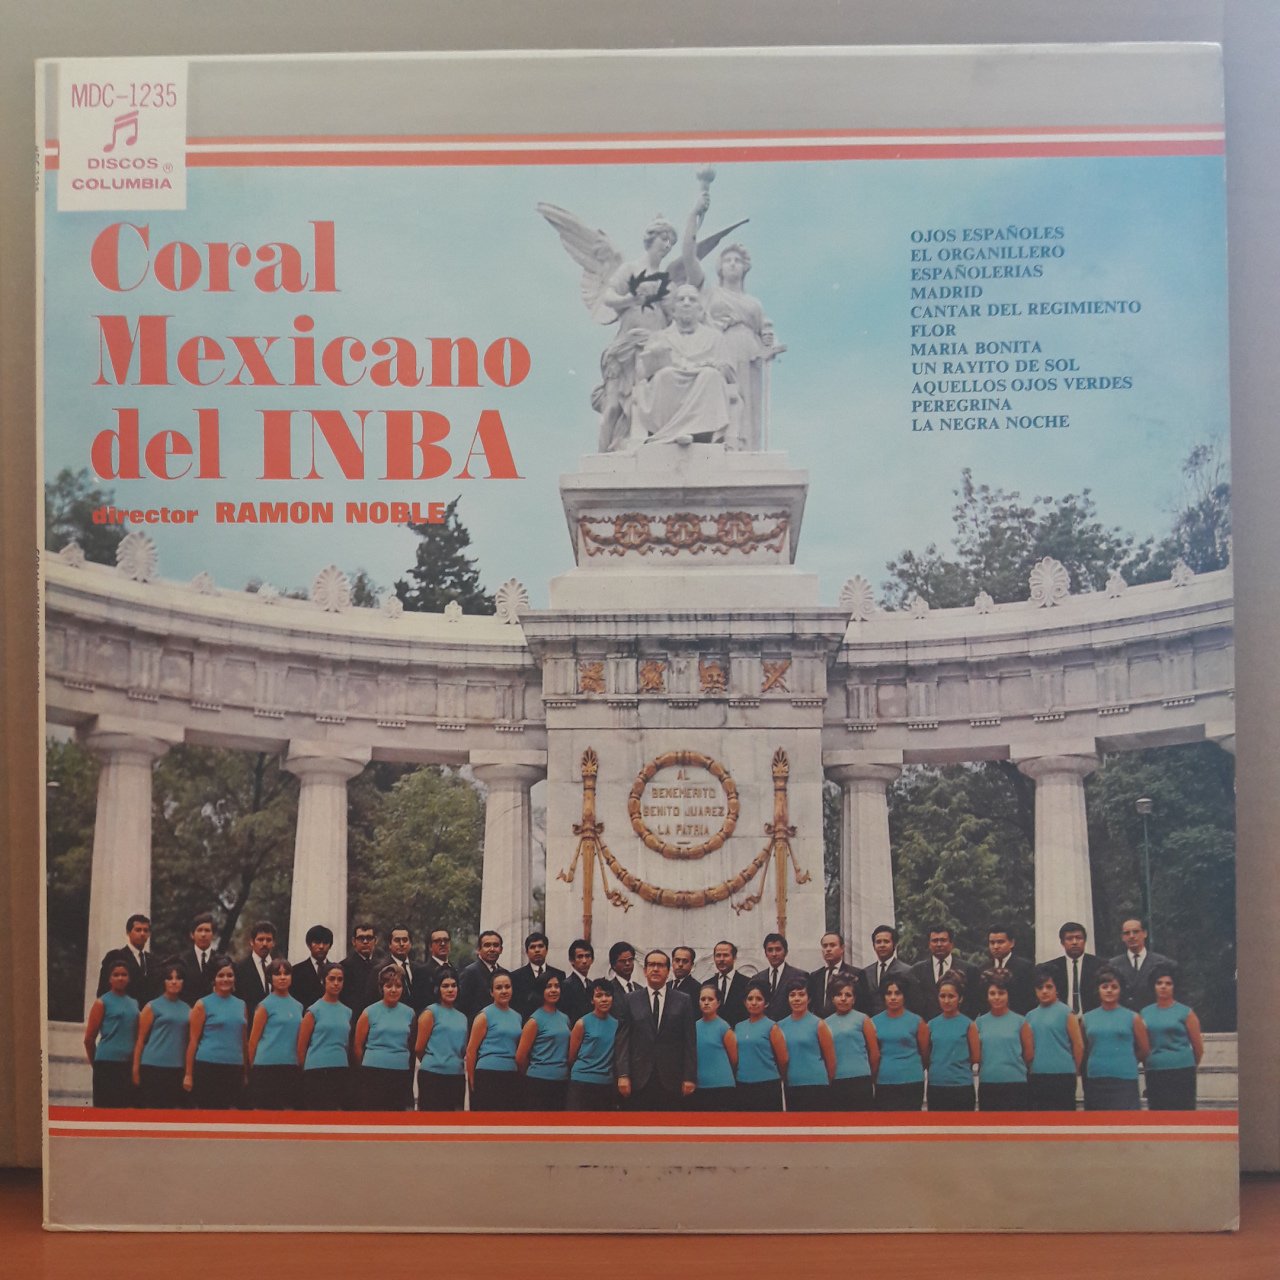 MDC-1235
DISCOS ®
COLUMBIA
Coral
Mexicano
del INBA
director RAMON NOBLE
OJOS ESPAÑOLES
EL ORGANILLERO
ESPAÑOLERIAS
MADRID
CANTAR DEL REGIMIENTO
FLOR
MARIA BONITA
UN RAYITO DE SOL
AQUELLOS OJOS VERDES
PEREGRINA
LA NEGRA NOCHE
AL
BENEMERITO
BENITO JUAREZ
LA PATRIA